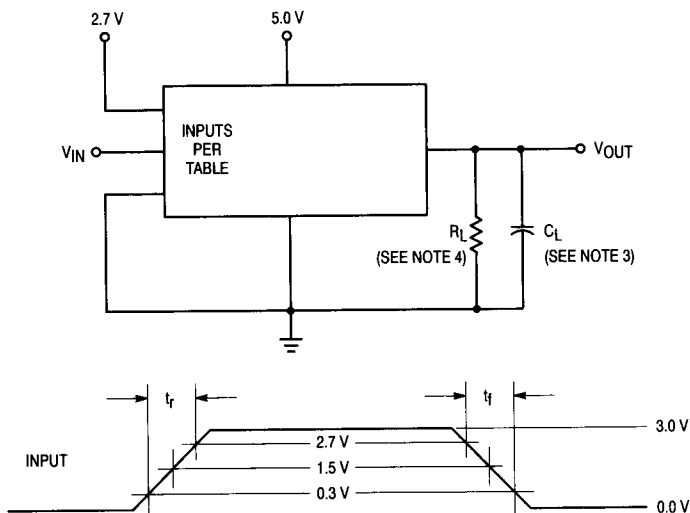 2.7 V
5.0 V
INPUTS
PER
TABLE
VIN
VOUT
RL
(SEE NOTE 4)
CL
(SEE NOTE 3)
tr
tf
3.0 V
2.7 V
INPUT
1.5 V
0.3 V
0.0 V